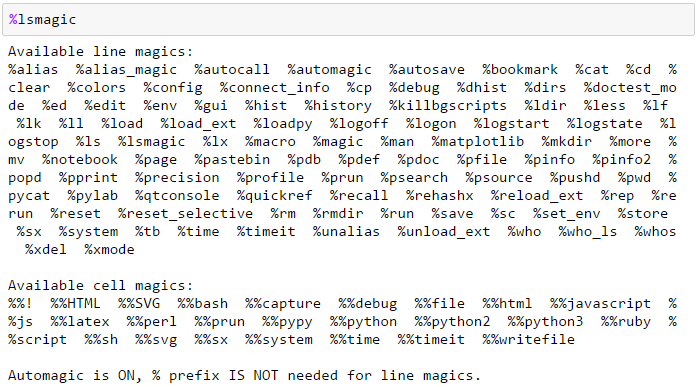 %lsmagic
Available line magics:
%alias  %alias_magic  %autocall  %automagic  %autosave  %bookmark  %cat  %cd  %
clear  %colors  %config  %connect_info  %cp  %debug  %dhist  %dirs  %doctest_mo
de  %ed  %edit  %env  %gui  %hist  %history  %killbgscripts  %ldir  %less  %lf
%lk  %ll  %load  %load_ext  %loadpy  %logoff  %logon  %logstart  %logstate  %l
ogstop  %ls  %lsmagic  %lx  %macro  %magic  %man  %matplotlib  %mkdir  %more  %
mv  %notebook  %page  %pastebin  %pdb  %pdef  %pdoc  %pfile  %pinfo  %pinfo2  %
popd  %pprint  %precision  %profile  %prun  %psearch  %psource  %pushd  %pwd  %
pycat  %pylab  %qtconsole  %quickref  %recall  %rehashx  %reload_ext  %rep  %re
run  %reset  %reset_selective  %rm  %rmdir  %run  %save  %sc  %set_env  %store
%sx  %system  %tb  %time  %timeit  %unalias  %unload_ext  %who  %who_ls  %whos
%xdel  %xmode
Available cell magics:
%%!  %%HTML  %%SVG  %%bash  %%capture  %%debug  %%file  %%html  %%javascript  %
%js  %%latex  %%perl  %%prun  %%pypy  %%python  %%python2  %%python3  %%ruby  %
%script  %%sh  %%svg  %%sx  %%system  %%time  %%timeit  %%writefile
Automagic is ON, % prefix IS NOT needed for line magics.